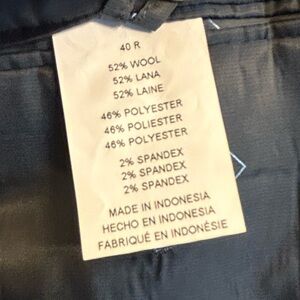 40 R
52% WOOL
52% LANA
52% LAINE
46% POLYESTER
46% POLIESTER
46% POLYESTER
2% SPANDEX
2% SPANDEX
2% SPANDEX
MADE IN INDONESIA
HECHO EN INDONESIA
FABRIQUÉ EN INDONÉSIE